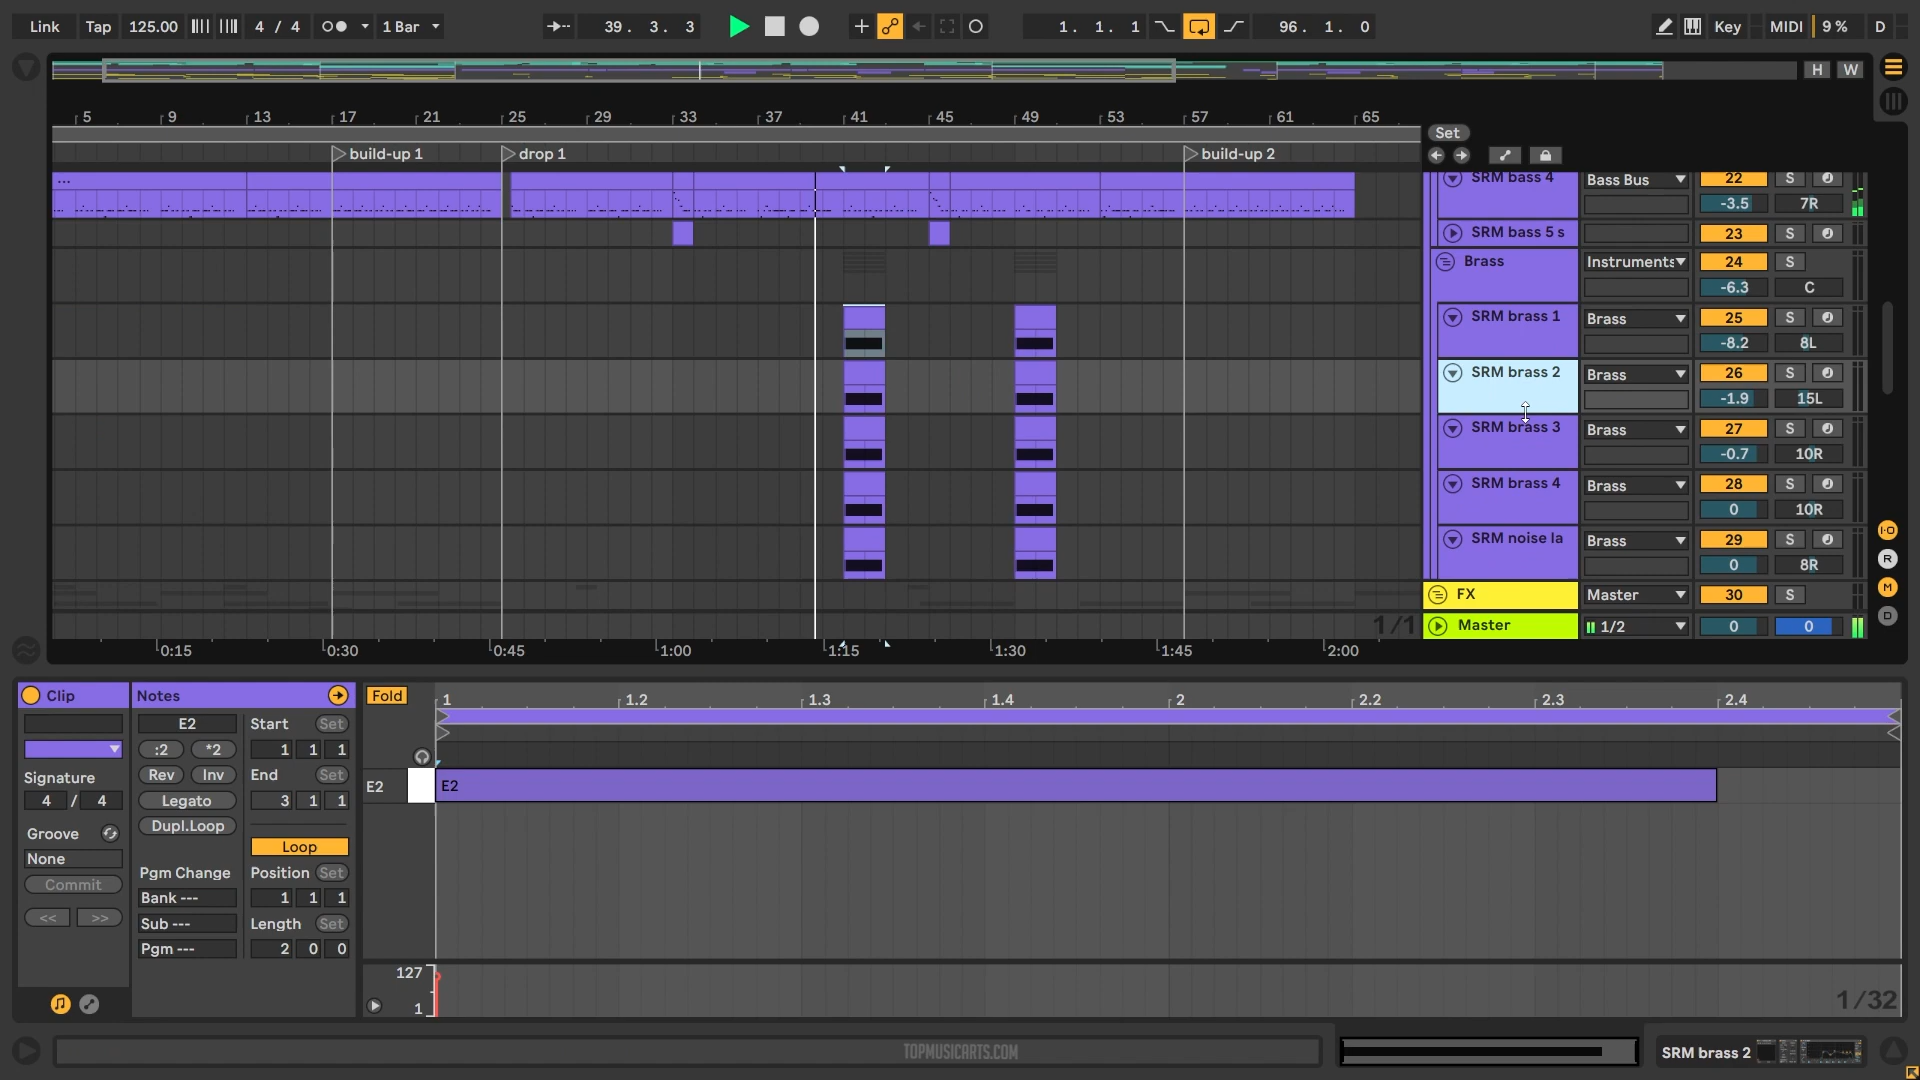 Link Tap 125.00 4 / 4 1 Bar 39. 3. 3 1. 1. 1 96. 1. 0 Key MIDI 9 % D
H W
5 9 13 17 21 25 29 33 37 41 45 49 53 57 61 65 Set
build-up 1 drop 1 build-up 2
...
SRM bass 4 Bass Bus 22 S
-3.5 7R
SRM bass 5 s 23 S
Brass Instruments 24 S
-6.3 C
SRM brass 1 Brass 25 S
-8.2 8L
SRM brass 2 Brass 26 S
-1.9 15L
SRM brass 3 Brass 27 S
-0.7 10R
SRM brass 4 Brass 28 S
0 10R
SRM noise la Brass 29 S
0 8R
I·O
R
M
D
FX Master 30 S
1/1 Master 1/2 0 0
0:15 0:30 0:45 1:00 1:15 1:30 1:45 2:00
Clip Notes Fold 1 1.2 1.3 1.4 2 2.2 2.3 2.4
E2 Start Set
:2 *2 1 1 1
Signature Rev Inv End Set
4 / 4 Legato 3 1 1
E2 E2
Dupl.Loop
Groove Loop
None
Pgm Change Position Set
Commit
Bank --- 1 1 1
<< >> Sub --- Length Set
Pgm --- 2 0 0
127
1
1/32
TOPMUSICARTS.COM SRM brass 2